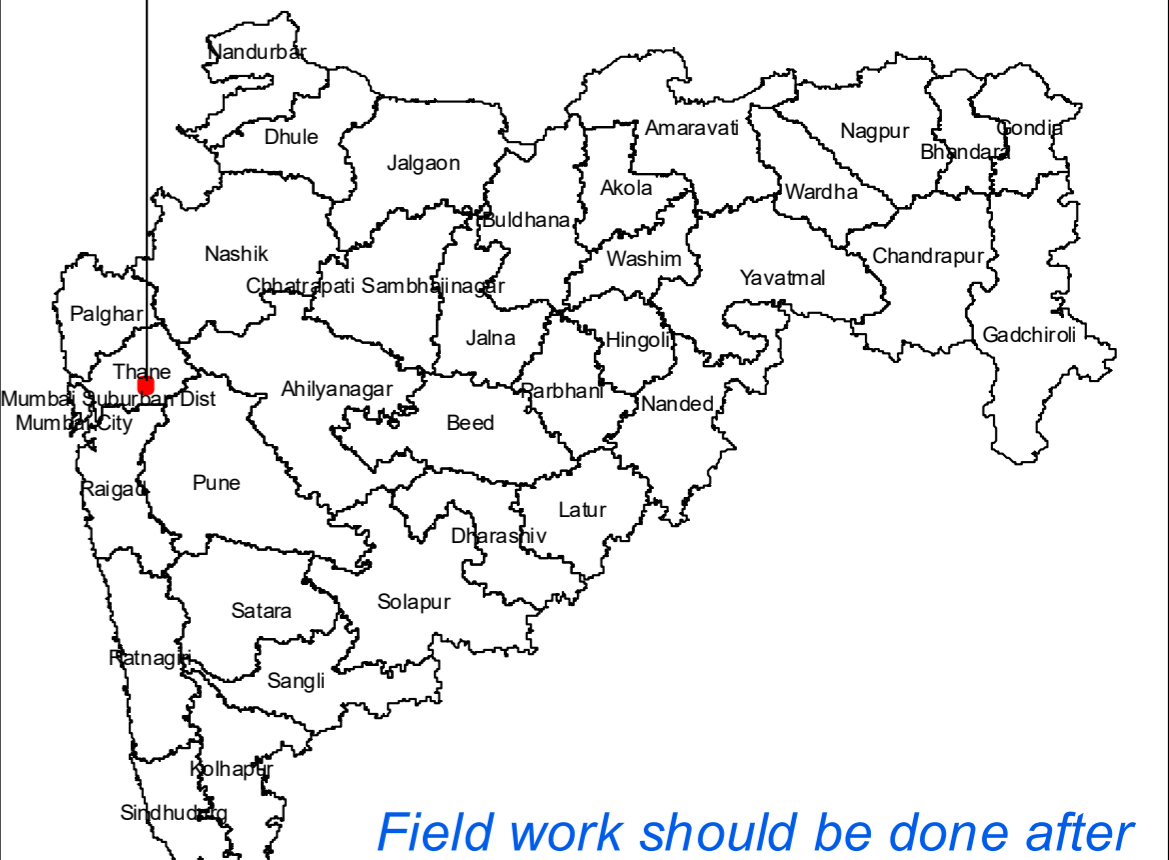 Nandurbar
Dhule
Jalgaon
Amaravati
Nagpur
Gondia
Bhandara
Akola
Wardha
Buldhana
Nashik
Washim
Chandrapur
Chhatrapati Sambhajinagar
Yavatmal
Palghar
Jalna
Hingoli
Gadchiroli
Thane
Ahilyanagar
Parbhani
Mumbai Suburban Dist
Nanded
Mumbai City
Beed
Raigad
Pune
Latur
Dharashiv
Satara
Solapur
Ratnagiri
Sangli
Kolhapur
Sindhudurg
Field work should be done after